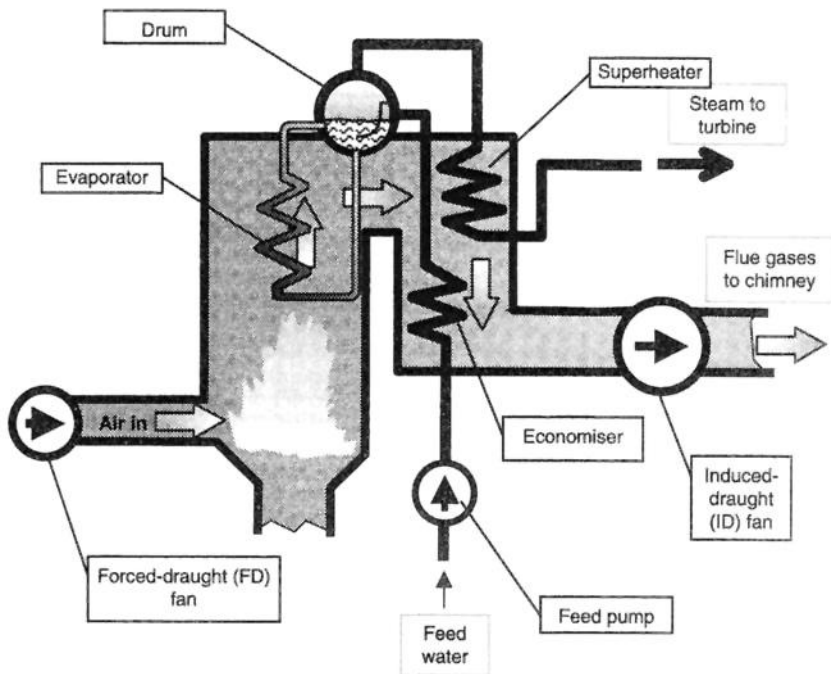 Drum
Superheater
Steam to
turbine
Evaporator
Flue gases
to chimney
Air in
Economiser
Induced-
draught
(ID) fan
Forced-draught (FD)
fan
Feed pump
Feed
water